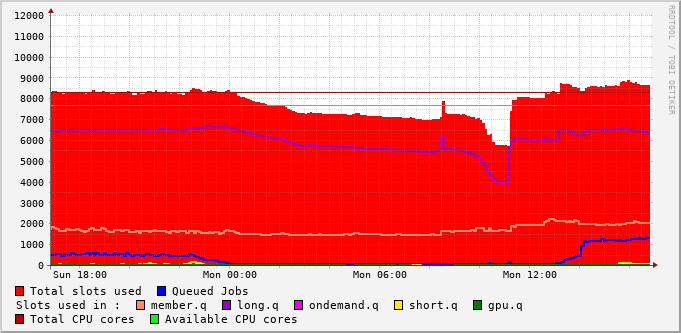 12000
11000
10000
9000
8000
7000
6000
5000
4000
3000
2000
1000
0
Sun 18:00 Mon 00:00 Mon 06:00 Mon 12:00
RRDTOOL / TOBI OETIKER
Total slots used Queued Jobs
Slots used in : member.q long.q ondemand.q short.q gpu.q
Total CPU cores Available CPU cores